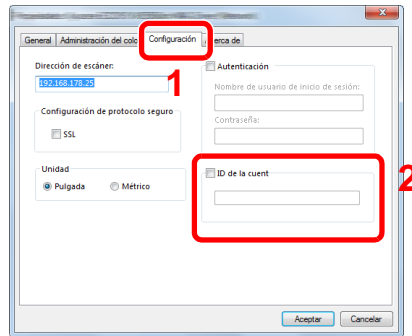 General
Administración del colo
Configuración
erca de
1
Dirección de escáner:
192.168.178.25
Configuración de protocolo seguro
SSL
Unidad
Pulgada
Métrico
Autenticación
Nombre de usuario de inicio de sesión:
Contraseña:
2
ID de la cuent
Aceptar
Cancelar